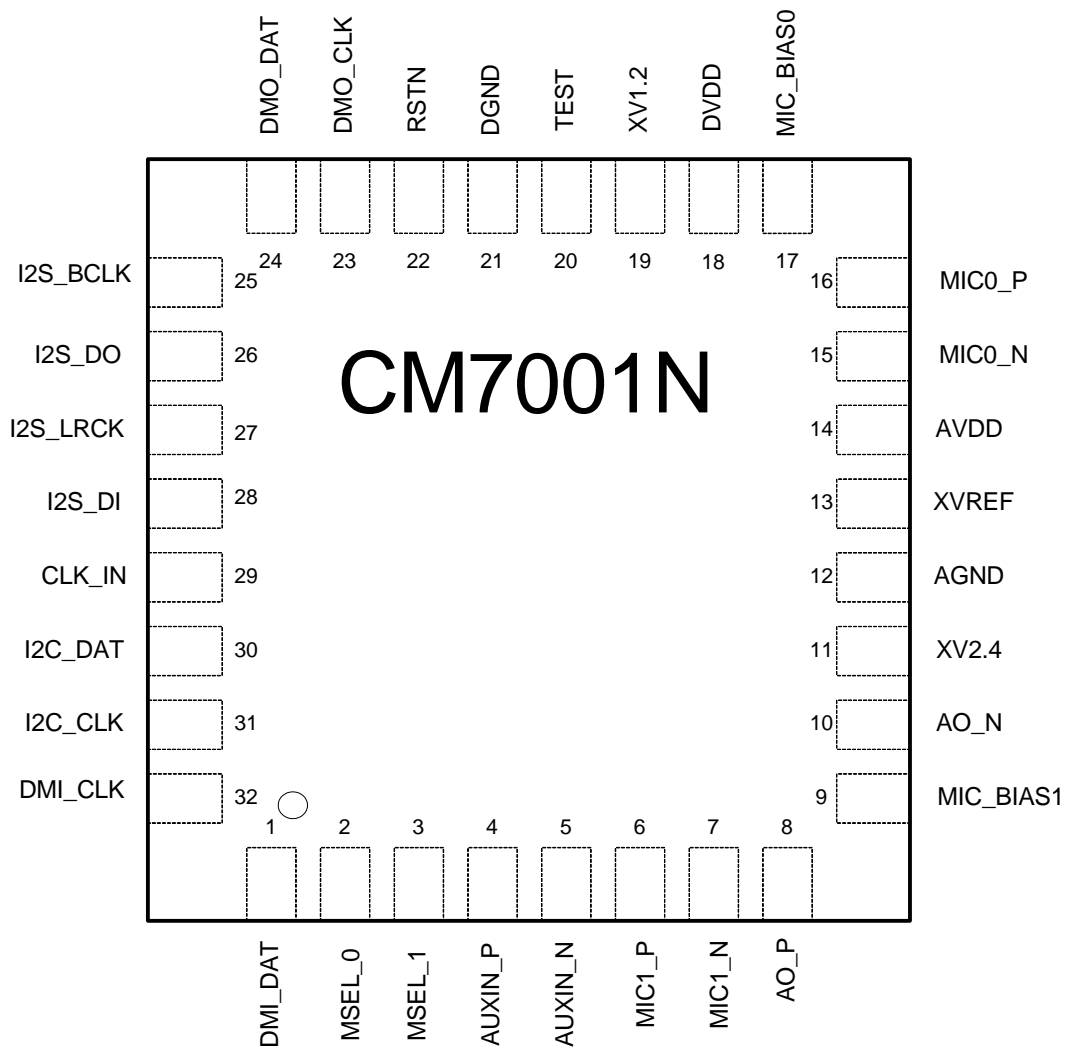 DMO_DAT
DMO_CLK
RSTN
DGND
TEST
XV1.2
DVDD
MIC_BIAS0
24
23
22
21
20
19
18
17
I2S_BCLK
25
16
MIC0_P
I2S_DO
26
15
MIC0_N
CM7001N
I2S_LRCK
27
14
AVDD
I2S_DI
28
13
XVREF
CLK_IN
29
12
AGND
I2C_DAT
30
11
XV2.4
I2C_CLK
31
10
AO_N
DMI_CLK
32
9
MIC_BIAS1
1
2
3
4
5
6
7
8
DMI_DAT
MSEL_0
MSEL_1
AUXIN_P
AUXIN_N
MIC1_P
MIC1_N
AO_P